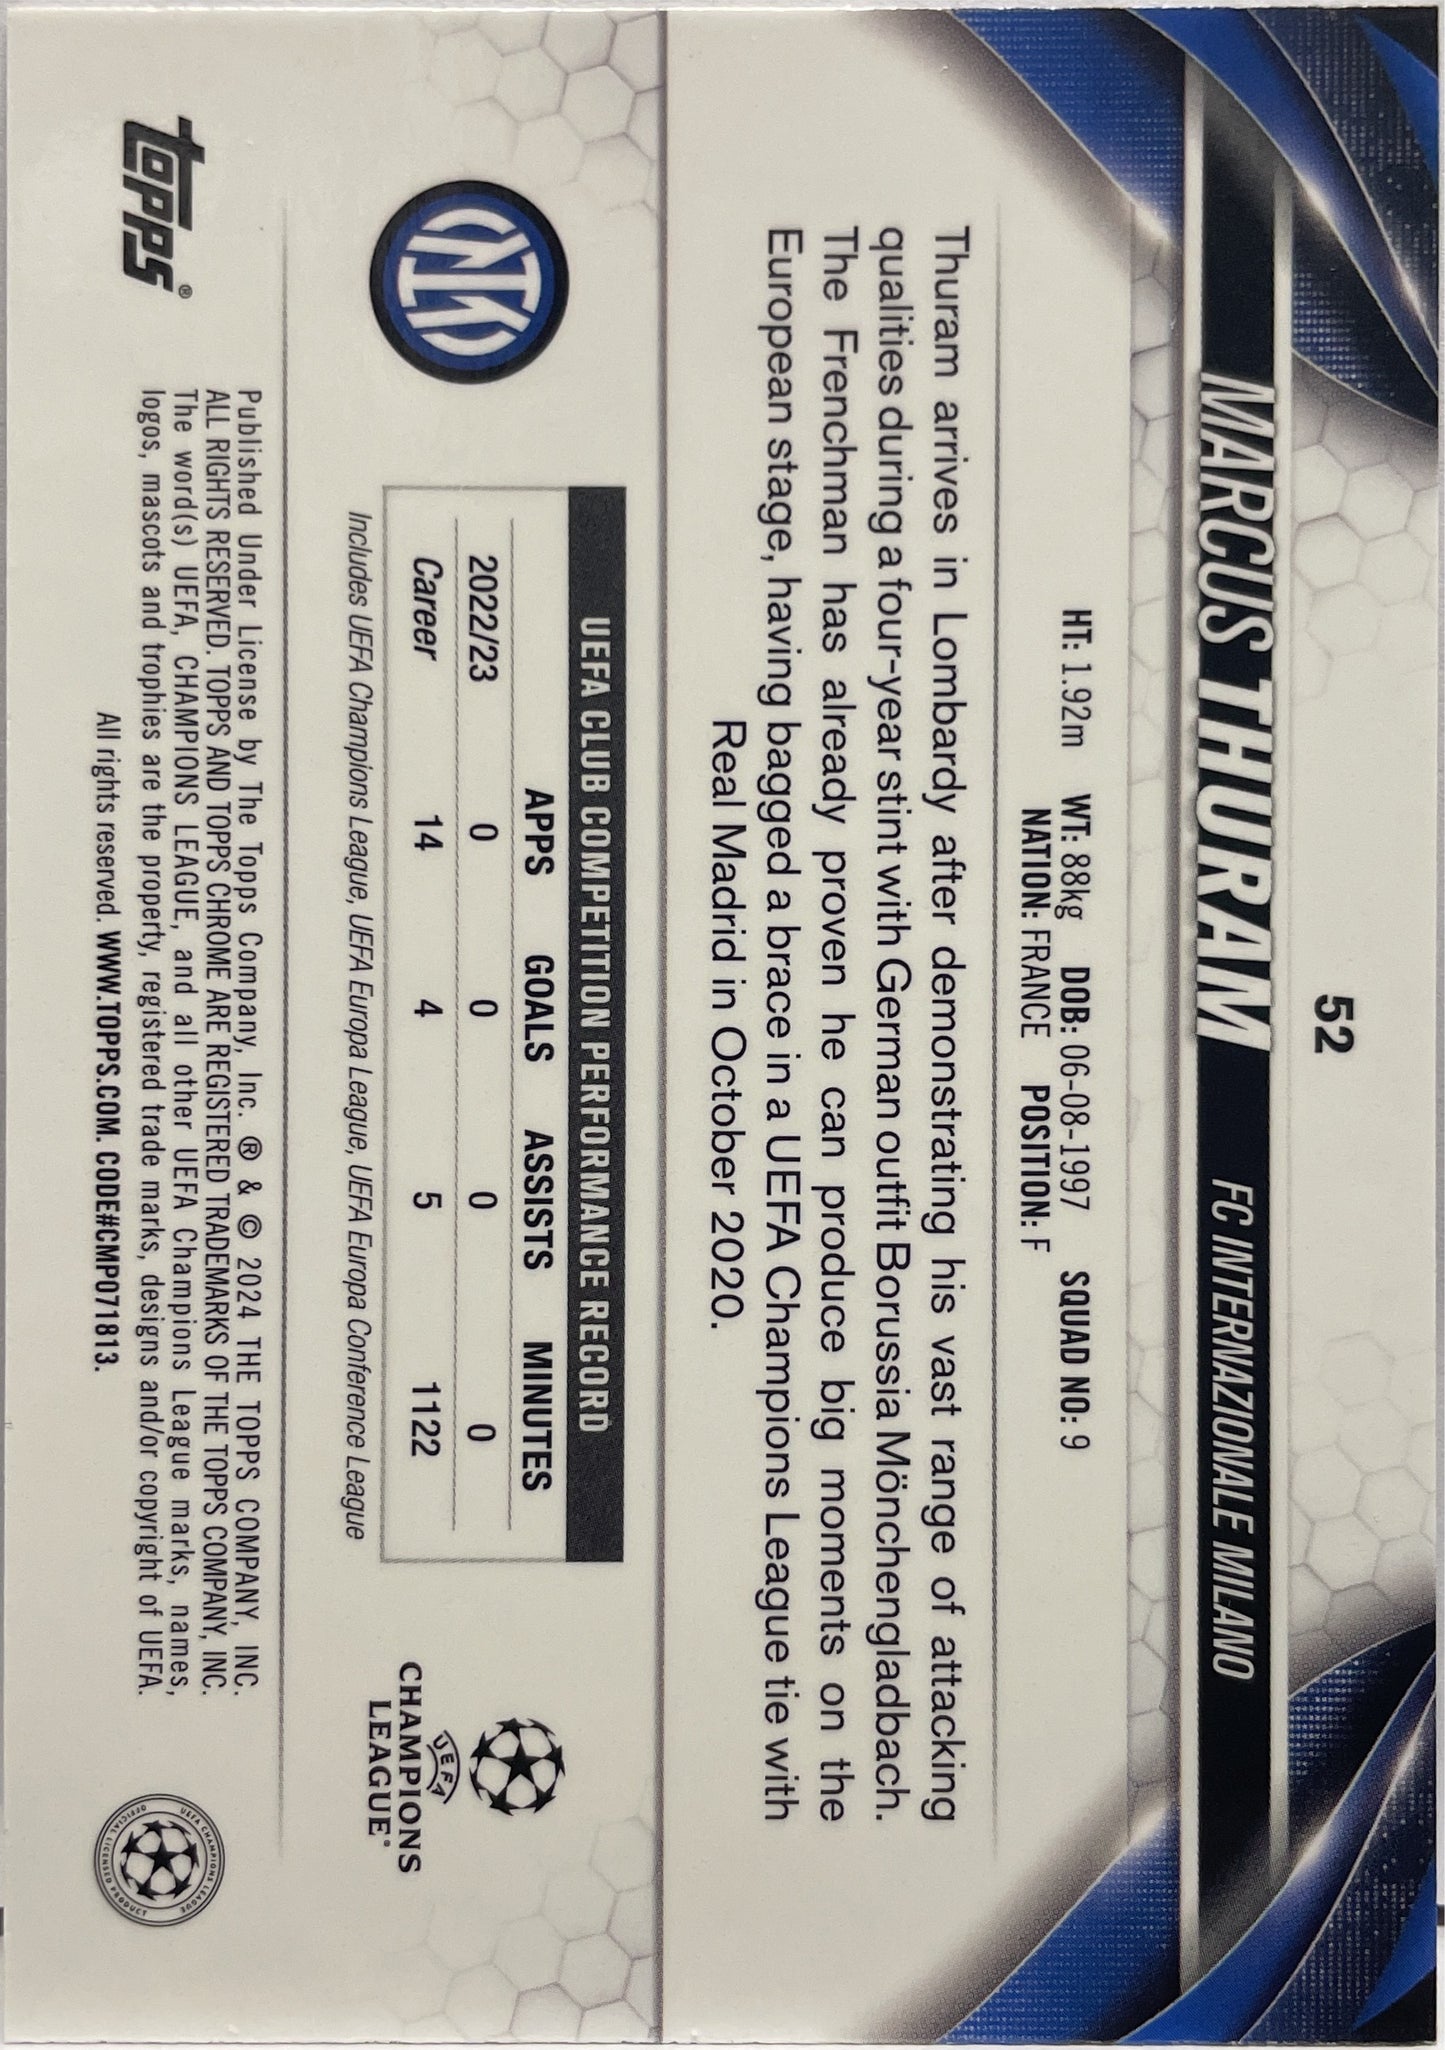 52
MARCUS THURAM FC INTERNAZIONALE MILANO
HT: 1.92m WT: 88kg DOB: 06-08-1997 SQUAD NO: 9
NATION: FRANCE POSITION: F
Thuram arrives in Lombardy after demonstrating his vast range of attacking
qualities during a four-year stint with German outfit Borussia Mönchengladbach.
The Frenchman has already proven he can produce big moments on the
European stage, having bagged a brace in a UEFA Champions League tie with
Real Madrid in October 2020.
UEFA CLUB COMPETITION PERFORMANCE RECORD
APPS GOALS ASSISTS MINUTES
2022/23 0 0 0 0
Career 14 4 5 1122
Includes UEFA Champions League, UEFA Europa League, UEFA Europa Conference League
UEFA
CHAMPIONS
LEAGUE®
topps®
Published Under License by The Topps Company, Inc. ® & © 2024 THE TOPPS COMPANY, INC.
ALL RIGHTS RESERVED. TOPPS AND TOPPS CHROME ARE REGISTERED TRADEMARKS OF THE TOPPS COMPANY, INC.
The word(s) UEFA, CHAMPIONS LEAGUE, and all other UEFA Champions League marks, names,
logos, mascots and trophies are the property, registered trade marks, designs and/or copyright of UEFA.
All rights reserved. WWW.TOPPS.COM. CODE#CMP071813.
UEFA CHAMPIONS LEAGUE
OFFICIAL LICENSED PRODUCT